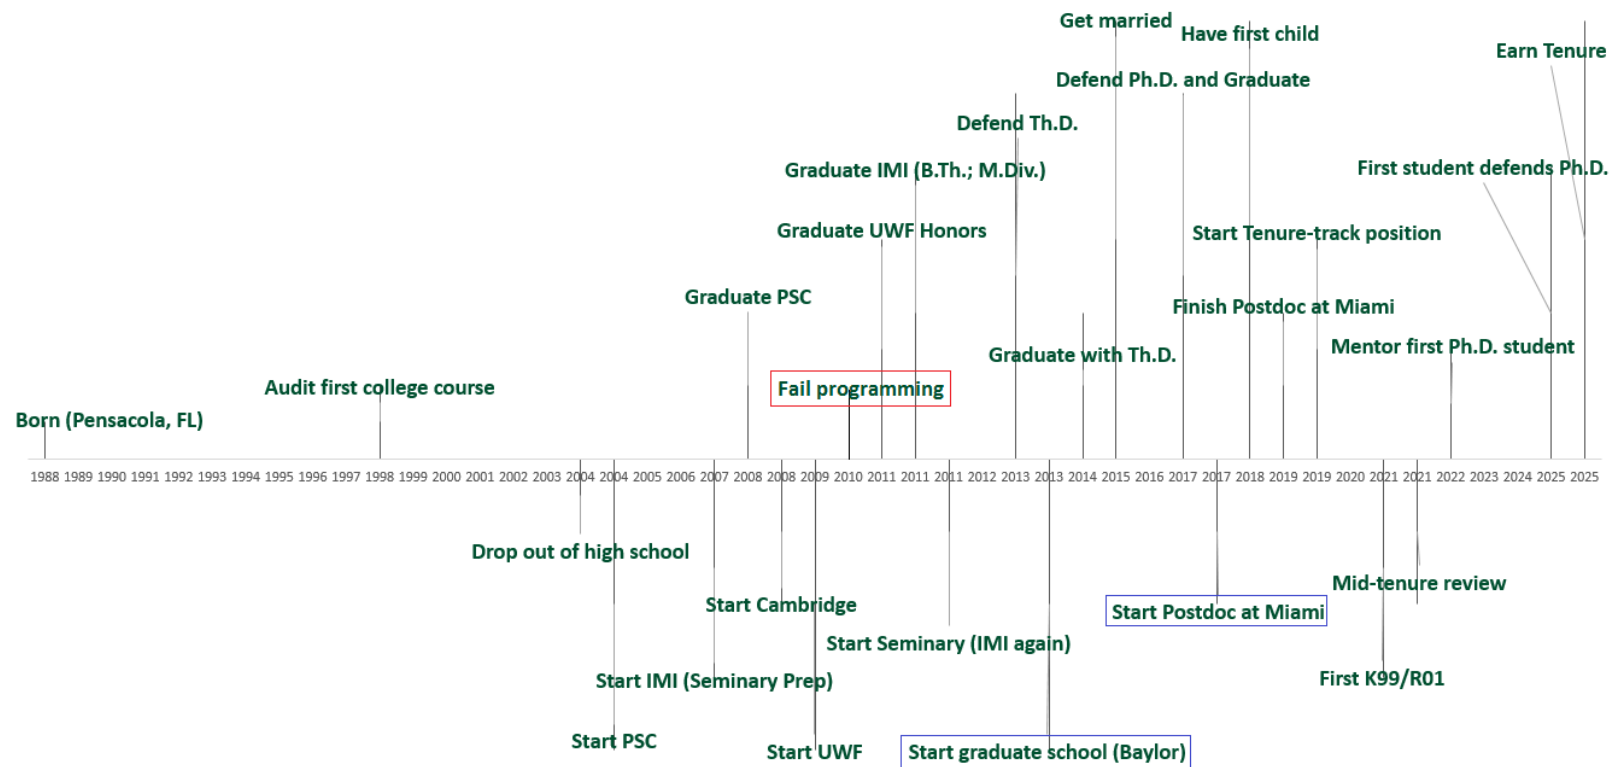 Get married
Have first child
Earn Tenure
Defend Ph.D. and Graduate
Defend Th.D.
Graduate IMI (B.Th.; M.Div.)
First student defends Ph.D.
Graduate UWF Honors
Start Tenure-track position
Graduate PSC
Finish Postdoc at Miami
Graduate with Th.D.
Mentor first Ph.D. student
Audit first college course
Fail programming
Born (Pensacola, FL)
1988 1989 1990 1991 1992 1993 1994 1995 1996 1997 1998 1999 2000 2001 2002 2003 2004 2004 2005 2006 2007 2008 2008 2009 2010 2011 2011 2011 2012 2013 2013 2014 2015 2016 2017 2017 2018 2019 2019 2020 2021 2021 2022 2023 2024 2025 2025
Drop out of high school
Mid-tenure review
Start Cambridge
Start Postdoc at Miami
Start Seminary (IMI again)
Start IMI (Seminary Prep)
First K99/R01
Start PSC
Start UWF
Start graduate school (Baylor)